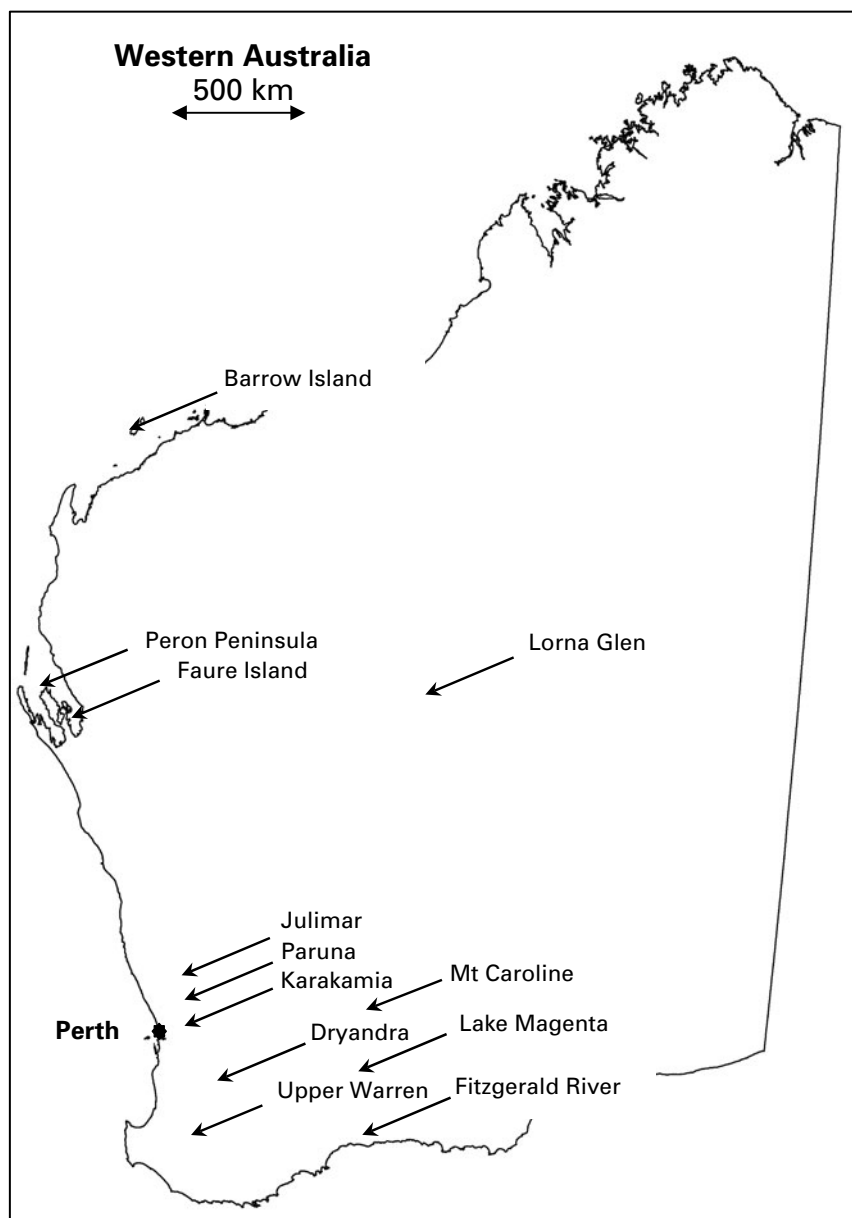 Western Australia
500 km
Barrow Island
Peron Peninsula
Lorna Glen
Faure Island
Julimar
Paruna
Mt Caroline
Karakamia
Perth
Dryandra
Lake Magenta
Upper Warren
Fitzgerald River